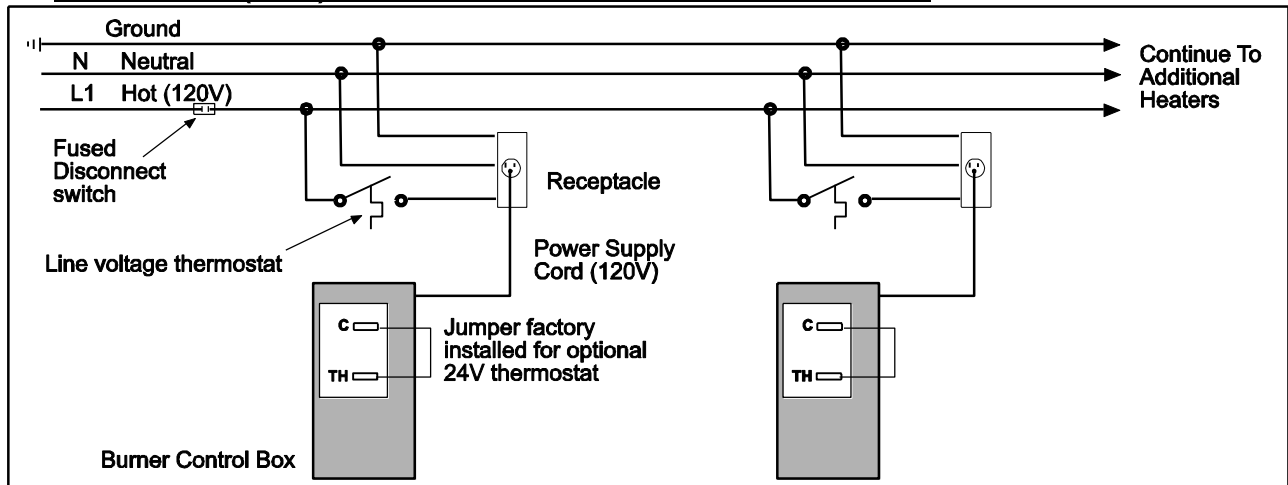 Ground
N Neutral
L1 Hot (120V)
Continue To
Additional
Heaters
Fused
Disconnect
switch
Receptacle
Line voltage thermostat
Power Supply
Cord (120V)
C
TH
Jumper factory
installed for optional
24V thermostat
C
TH
Burner Control Box